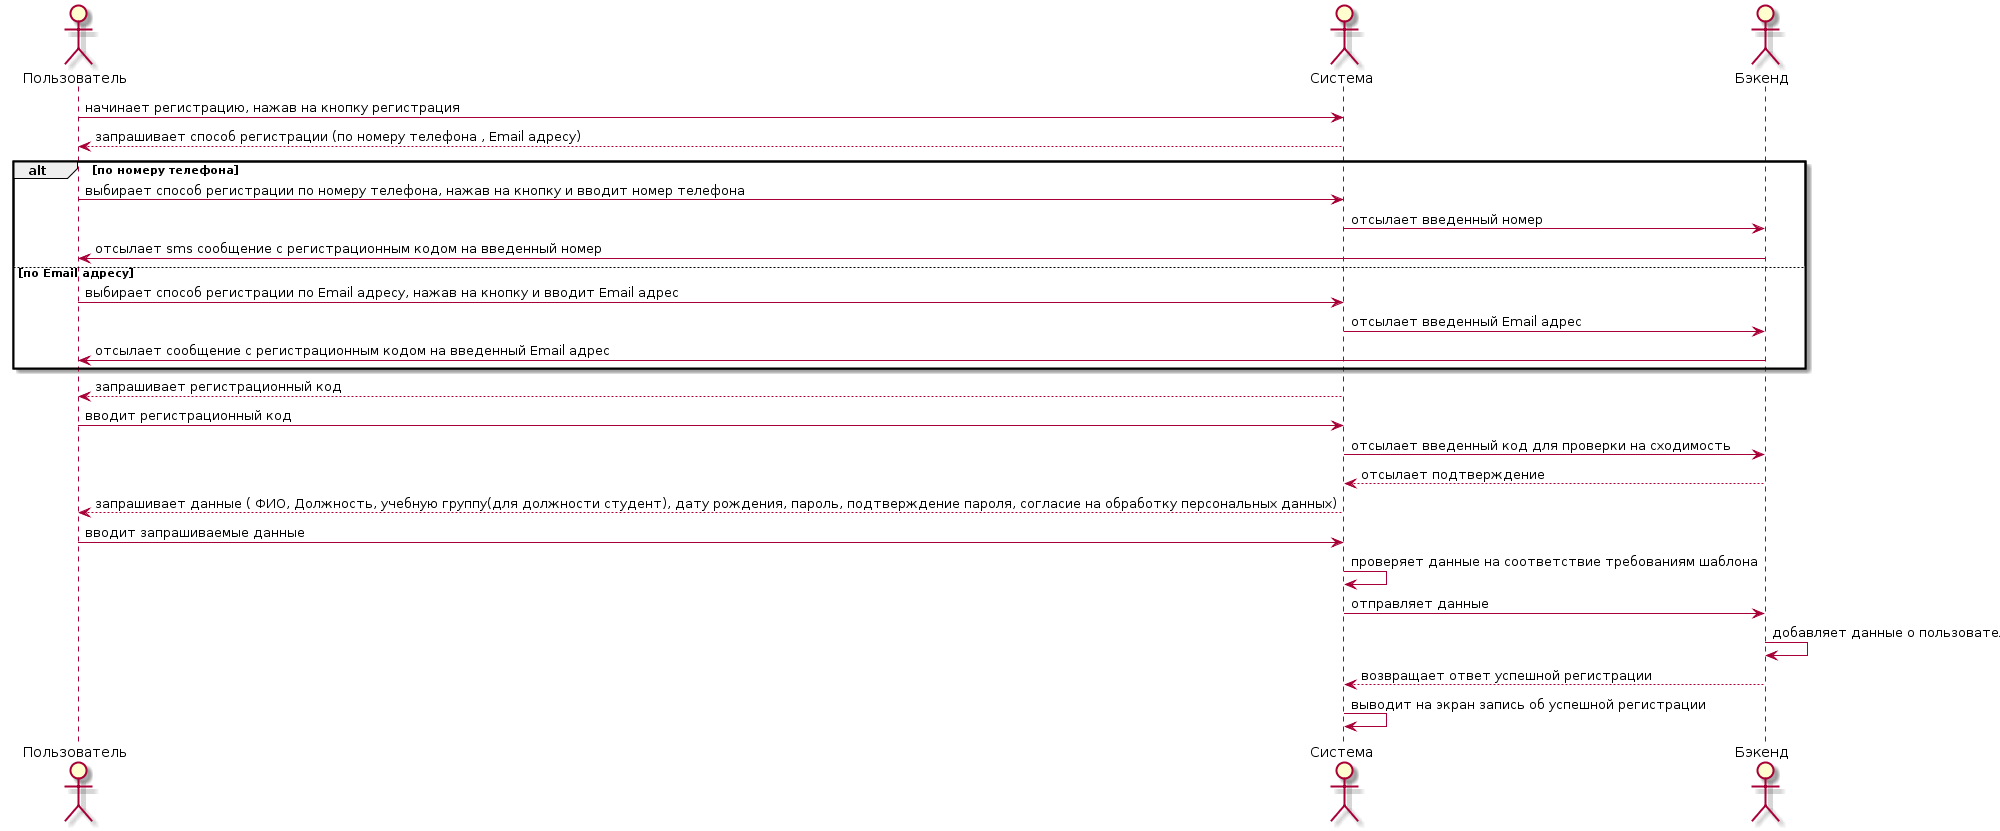 Пользователь Система Бэкенд
начинает регистрацию, нажав на кнопку регистрация
запрашивает способ регистрации (по номеру телефона , Email адресу)
alt [по номеру телефона]
выбирает способ регистрации по номеру телефона, нажав на кнопку и вводит номер телефона
отсылает введенный номер
отсылает sms сообщение с регистрационным кодом на введенный номер
[по Email адресу]
выбирает способ регистрации по Email адресу, нажав на кнопку и вводит Email адрес
отсылает введенный Email адрес
отсылает сообщение с регистрационным кодом на введенный Email адрес
запрашивает регистрационный код
вводит регистрационный код
отсылает введенный код для проверки на сходимость
отсылает подтверждение
запрашивает данные ( ФИО, Должность, учебную группу(для должности студент), дату рождения, пароль, подтверждение пароля, согласие на обработку персональных данных)
вводит запрашиваемые данные
проверяет данные на соответствие требованиям шаблона
отправляет данные
добавляет данные о
возвращает ответ успешной регистрации
выводит на экран запись об успешной регистрации
Пользователь Система Бэкенд